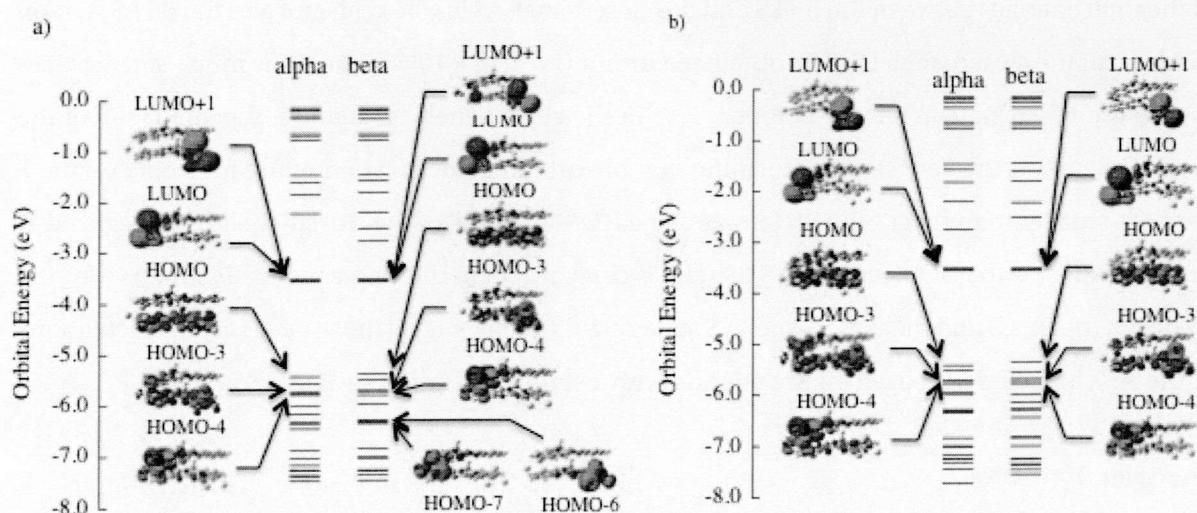 a)
alpha
beta
0.0
-1.0
-2.0
-3.0
-4.0
-5.0
-6.0
-7.0
-8.0
Orbital Energy (eV)
LUMO+1
LUMO
HOMO
HOMO-3
HOMO-4
LUMO+1
LUMO
HOMO
HOMO-3
HOMO-4
HOMO-7
HOMO-6
b)
alpha
beta
0.0
-1.0
-2.0
-3.0
-4.0
-5.0
-6.0
-7.0
-8.0
Orbital Energy (eV)
LUMO+1
LUMO
HOMO
HOMO-3
HOMO-4
LUMO+1
LUMO
HOMO
HOMO-3
HOMO-4